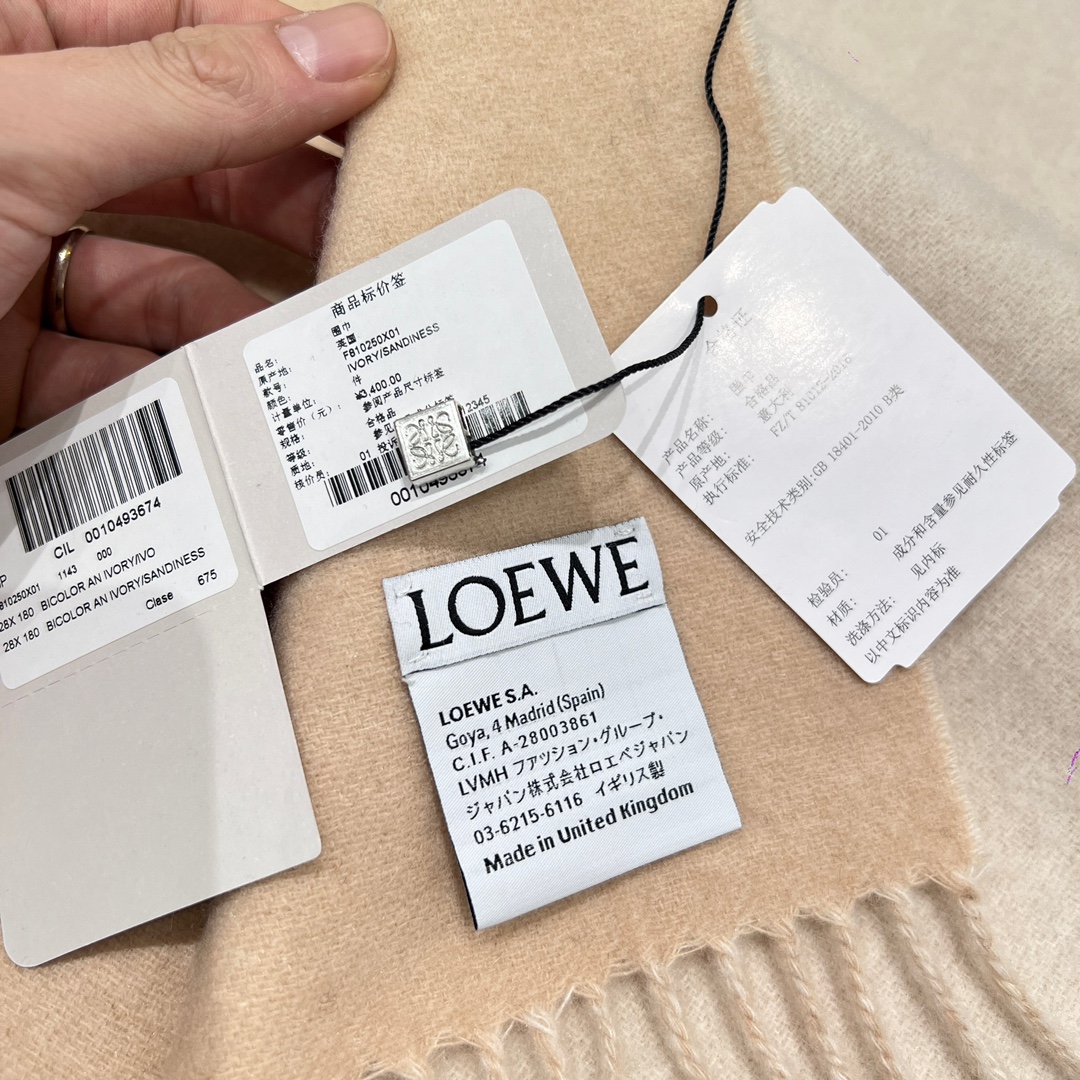 商品标价签
品名: 围巾
原产地: 英国
款号: F810250X01
颜色: IVORY/SANDINESS
计量单位: 件
零售价(元): ¥3,400.00
规格: 参阅产品尺寸标签
等级: 合格品
质地:
核价员: 01
12345
CIL 0010493674
810250X01 1143 000
28X 180 BICOLOR AN IVORY/IVO
28X 180 BICOLOR AN IVORY/SANDINESS
Clase 675
合格证
产品名称: 围巾
产品等级: 合格品
原产地: 意大利
执行标准: FZ/T 81012-2016
安全技术类别:GB 18401-2010 B类
检验员: 01
材质: 成分和含量参见耐久性标签
洗涤方法: 见内标
以中文标识内容为准
LOEWE
LOEWE S.A.
Goya, 4 Madrid (Spain)
C.I.F. A-28003861
LVMH ファッション・グループ・
ジャパン株式会社ロエベジャパン
03-6215-6116 イギリス製
Made in United Kingdom